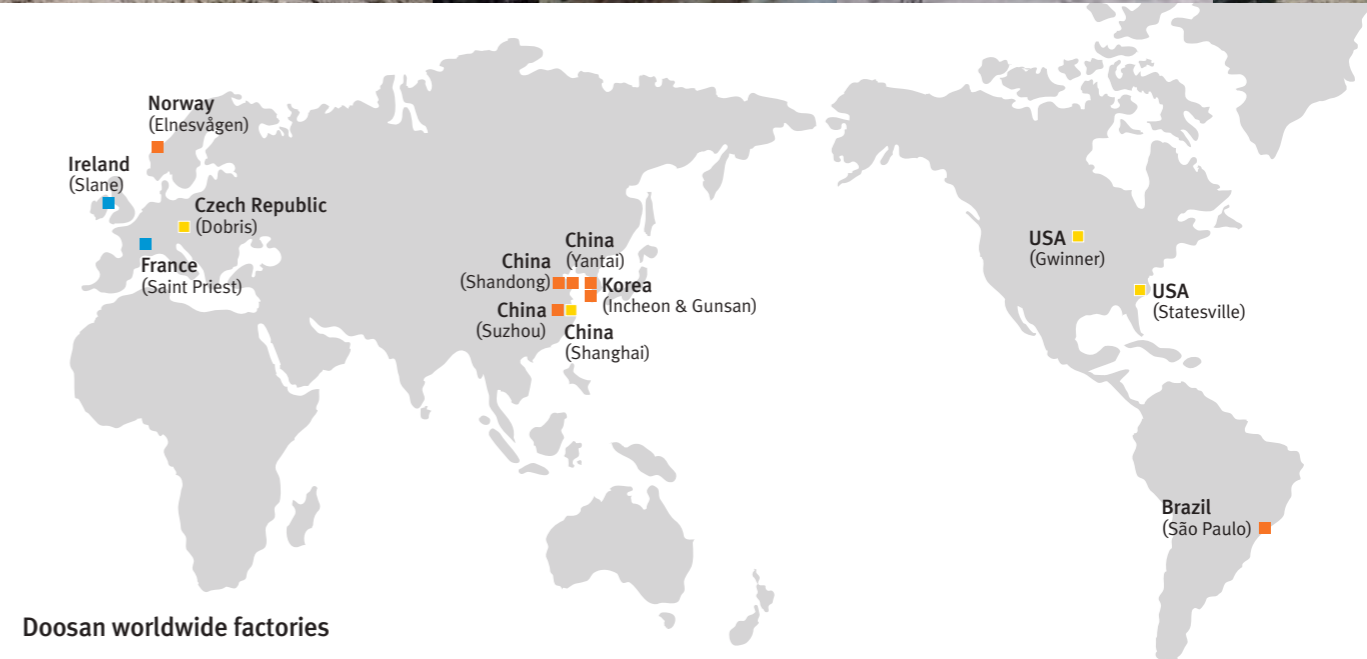 Norway
(Elnesvågen)
Ireland
(Slane)
Czech Republic
(Dobris)
France
(Saint Priest)
China
(Yantai)
China
(Shandong)
Korea
(Incheon & Gunsan)
China
(Suzhou)
China
(Shanghai)
USA
(Gwinner)
USA
(Statesville)
Brazil
(São Paulo)
Doosan worldwide factories